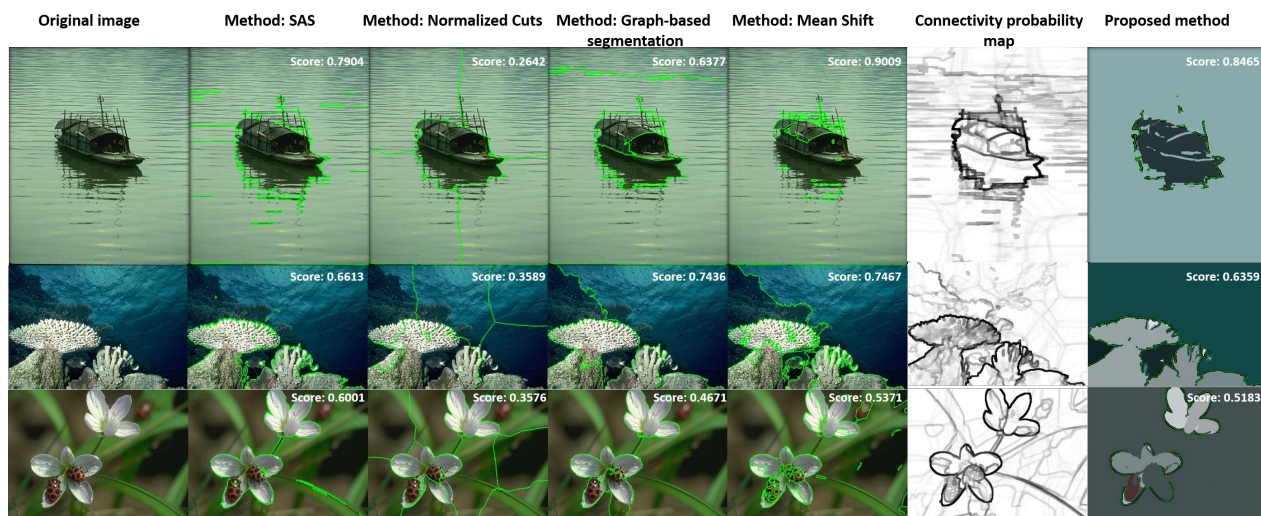 Original image
Method: SAS
Method: Normalized Cuts
Method: Graph-based
segmentation
Method: Mean Shift
Connectivity probability
map
Proposed method
Score: 0.7904
Score: 0.2642
Score: 0.6377
Score: 0.9009
Score: 0.8465
Score: 0.6613
Score: 0.3589
Score: 0.7436
Score: 0.7467
Score: 0.6359
Score: 0.6001
Score: 0.3576
Score: 0.4671
Score: 0.5371
Score: 0.5183